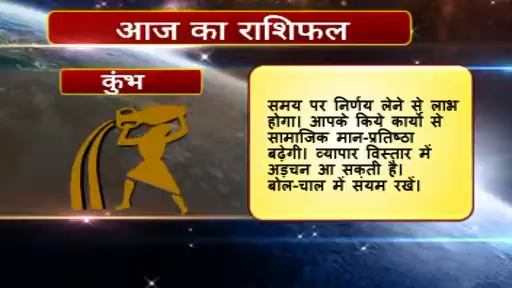 आज का राशिफल
कुंभ
समय पर निर्णय लेने से लाभ
होगा। आपके किये कार्यो से
सामाजिक मान-प्रतिष्ठा
बढ़ेगी। व्यापार विस्तार में
अड़चन आ सकती है।
बोल-चाल में संयम रखें।